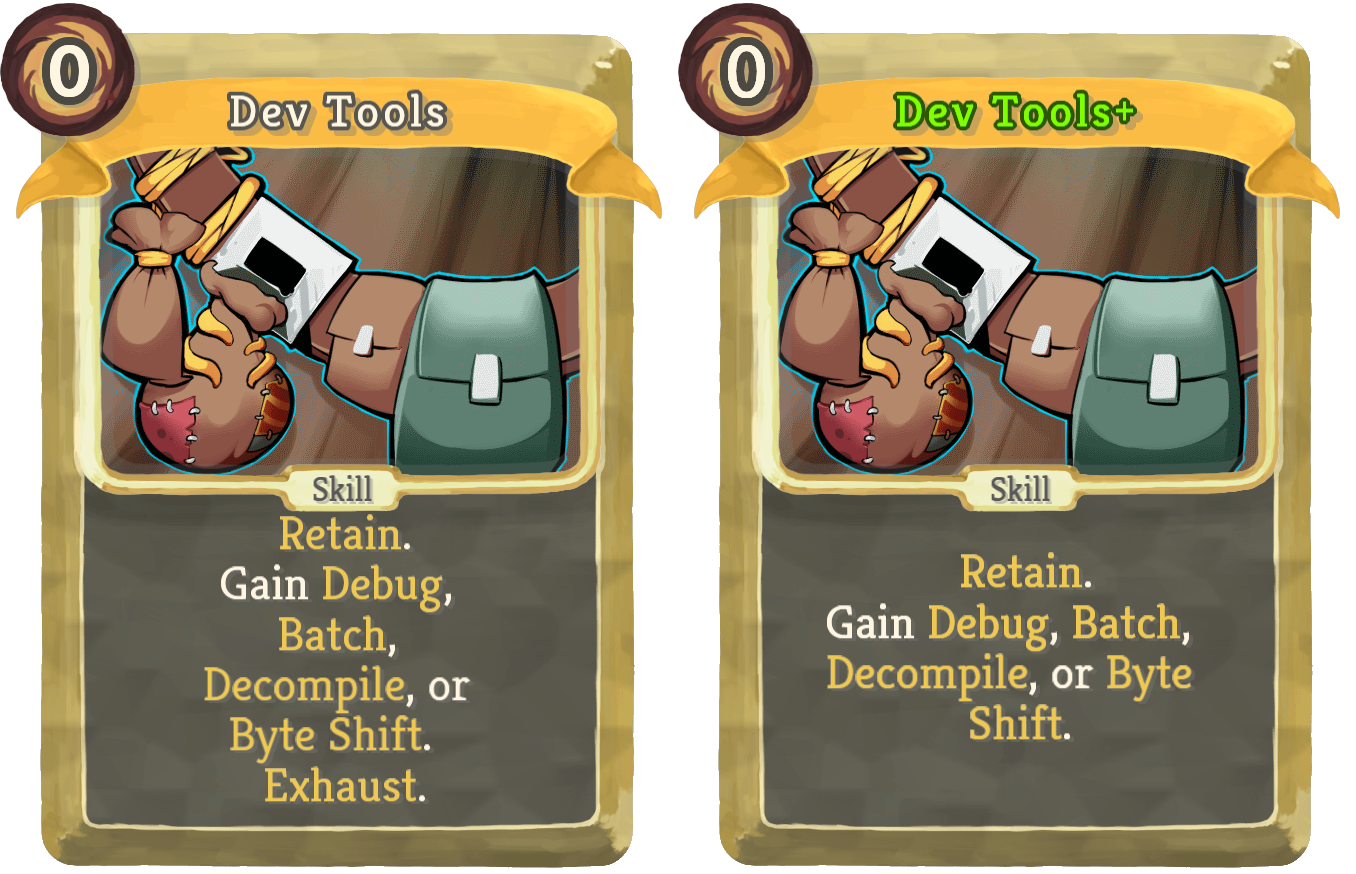 0
Dev Tools
Skill
Retain.
Gain Debug,
Batch,
Decompile, or
Byte Shift.
Exhaust.
0
Dev Tools+
Skill
Retain.
Gain Debug, Batch,
Decompile, or Byte
Shift.